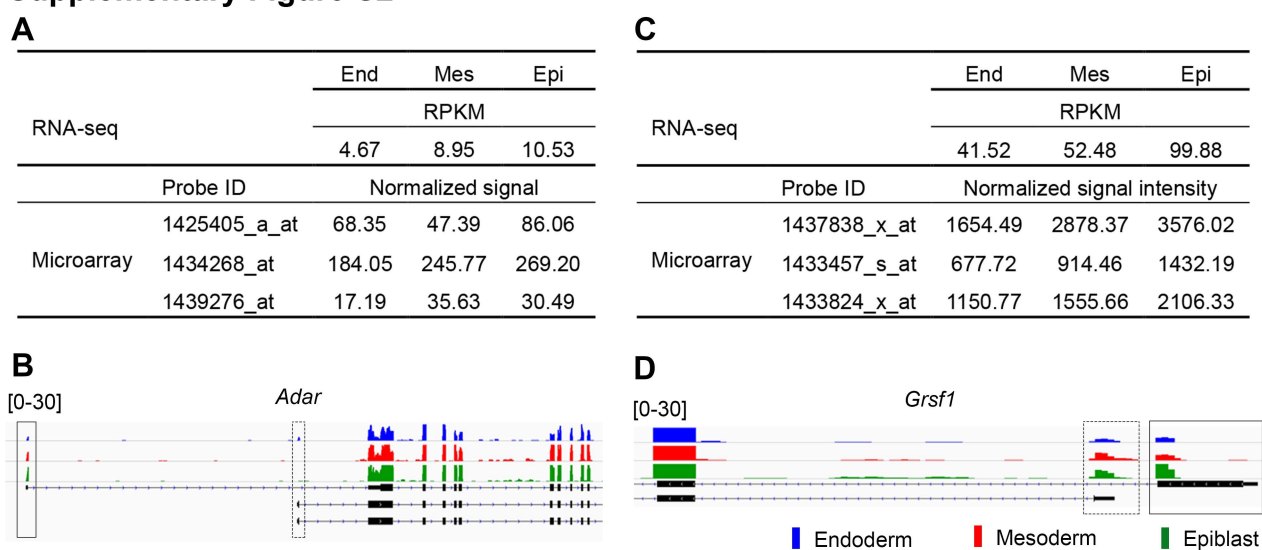 A
End Mes Epi
RPKM
RNA-seq
4.67 8.95 10.53
Probe ID Normalized signal
1425405_a_at 68.35 47.39 86.06
Microarray 1434268_at 184.05 245.77 269.20
1439276_at 17.19 35.63 30.49
C
End Mes Epi
RPKM
RNA-seq
41.52 52.48 99.88
Probe ID Normalized signal intensity
1437838_x_at 1654.49 2878.37 3576.02
Microarray 1433457_s_at 677.72 914.46 1432.19
1433824_x_at 1150.77 1555.66 2106.33
B
Adar
[0-30]
D
Grsf1
[0-30]
Endoderm Mesoderm Epiblast